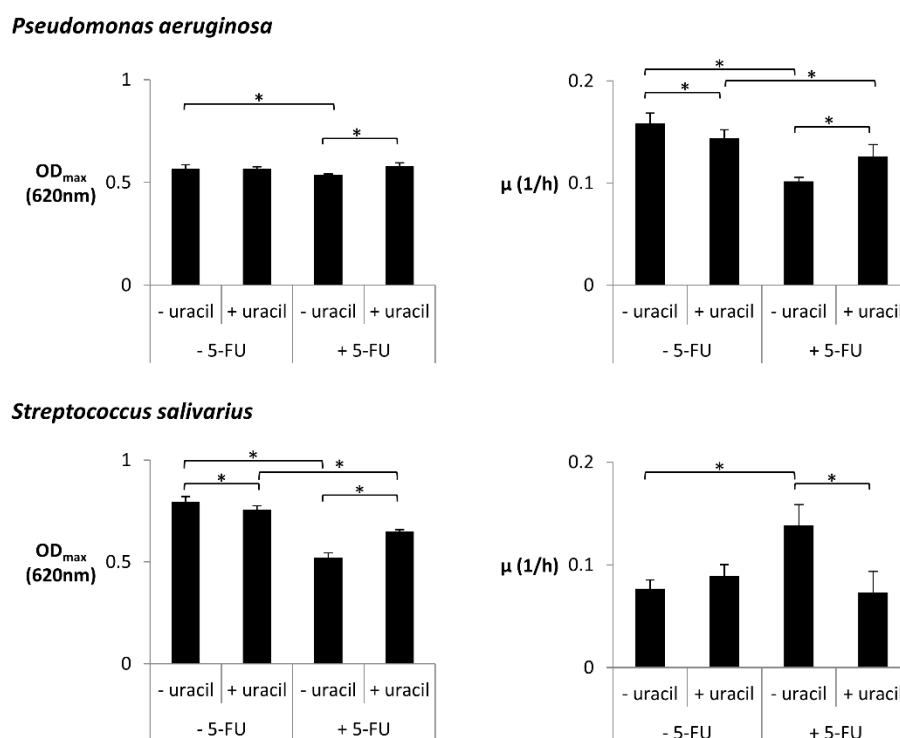 Pseudomonas aeruginosa
1
0.5
0
ODmax
(620nm)
*
*
- uracil + uracil - uracil + uracil
- 5-FU + 5-FU
0.2
0.1
0
μ (1/h)
*
*
*
*
- uracil + uracil - uracil + uracil
- 5-FU + 5-FU
Streptococcus salivarius
1
0.5
0
ODmax
(620nm)
*
*
*
*
- uracil + uracil - uracil + uracil
- 5-FU + 5-FU
0.2
0.1
0
μ (1/h)
*
*
- uracil + uracil - uracil + uracil
- 5-FU + 5-FU